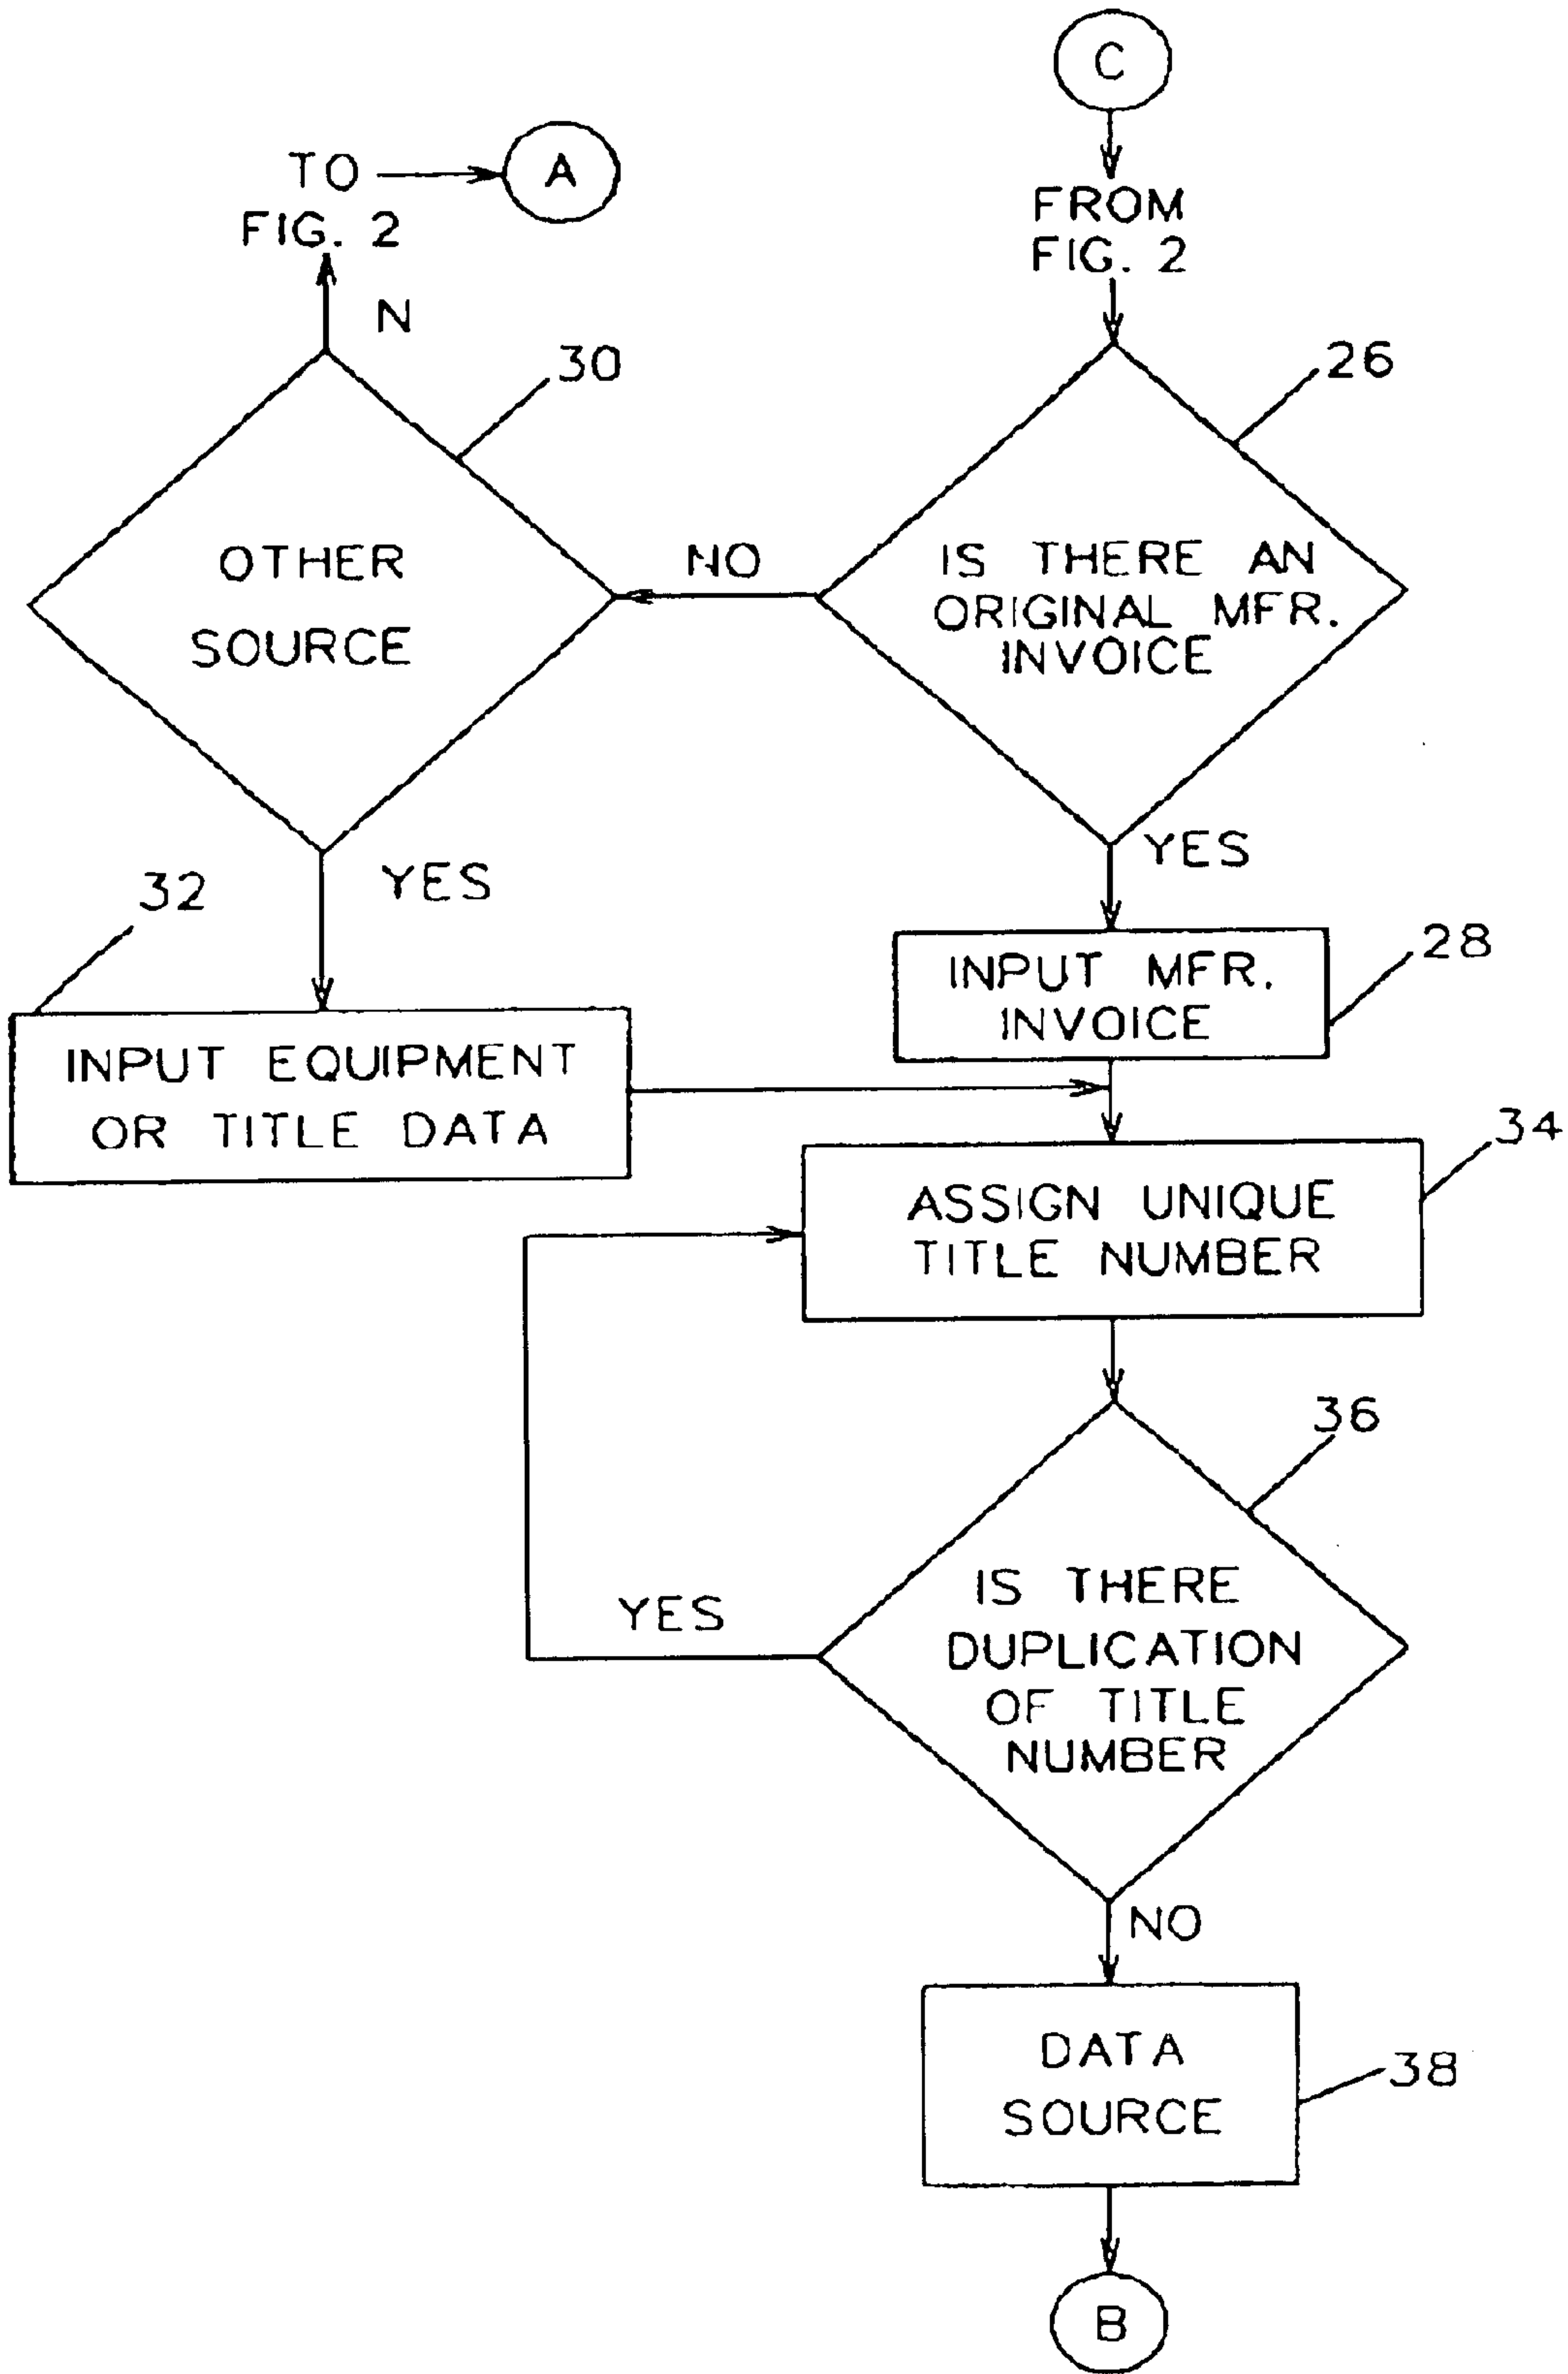 C
TO
A
FROM
FIG. 2
FIG. 2
N
30
26
OTHER
SOURCE
NO
IS THERE AN
ORIGINAL MFR.
INVOICE
YES
YES
32
28
INPUT MFR.
INVOICE
INPUT EQUIPMENT
OR TITLE DATA
34
ASSIGN UNIQUE
TITLE NUMBER
36
IS THERE
DUPLICATION
OF TITLE
NUMBER
YES
NO
DATA
SOURCE
38
B